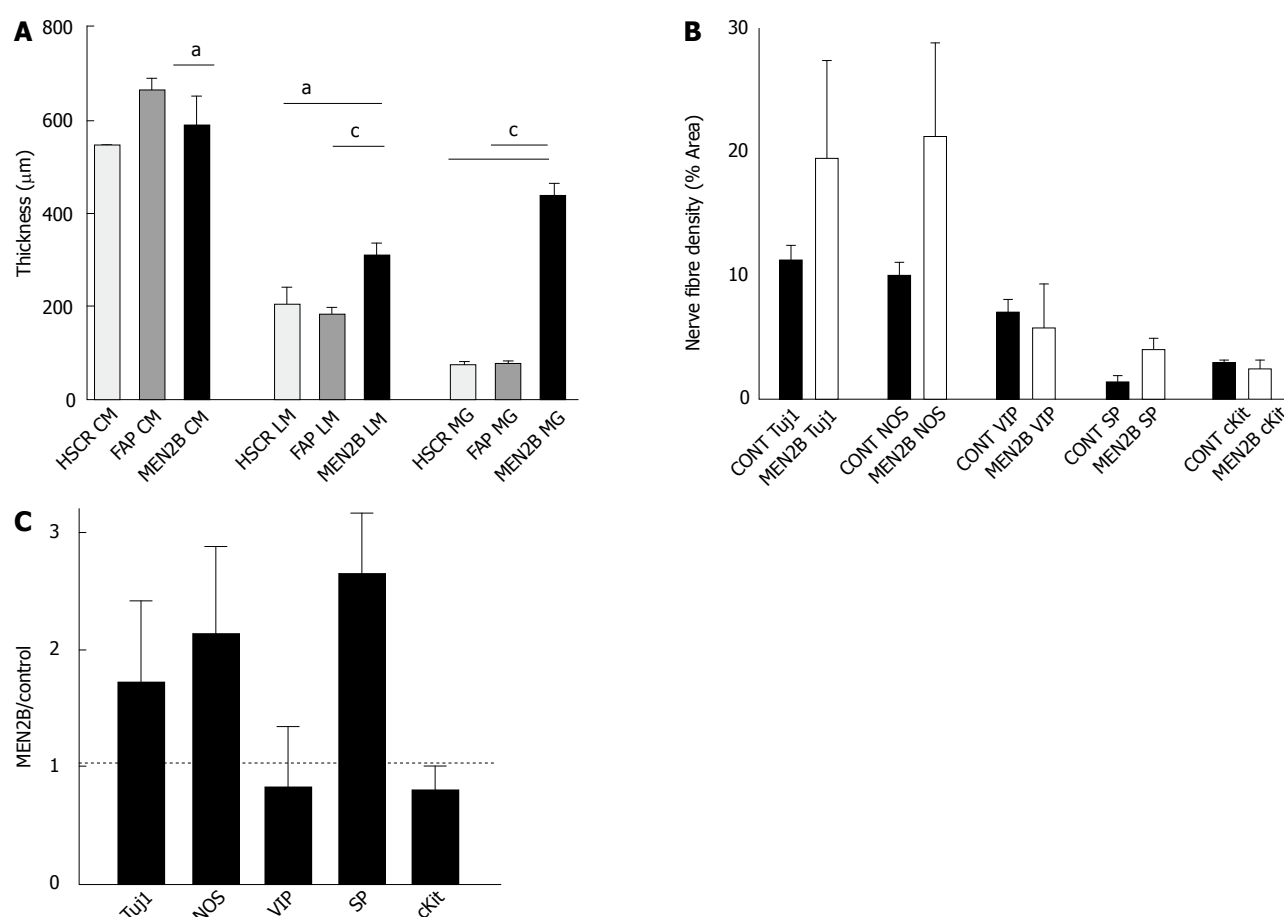 A
800
600
400
200
0
Thickness (μm)
a
a
c
c
HSCR CM
FAP CM
MEN2B CM
HSCR LM
FAP LM
MEN2B LM
HSCR MG
FAP MG
MEN2B MG
B
30
20
10
0
Nerve fibre density (% Area)
CONT Tuj1
MEN2B Tuj1
CONT NOS
MEN2B NOS
CONT VIP
MEN2B VIP
CONT SP
MEN2B SP
CONT cKit
MEN2B cKit
C
3
2
1
0
MEN2B/control
Tuj1
NOS
VIP
SP
cKit